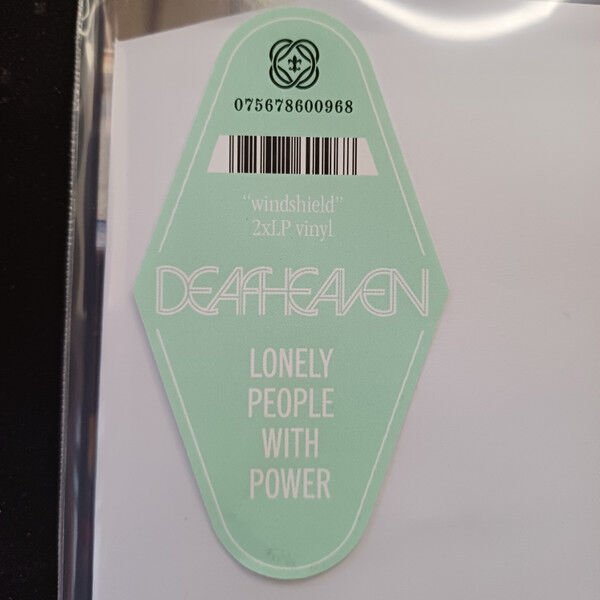 075678600968
"windshield"
2xLP vinyl
DEAFHEAVEN
LONELY
PEOPLE
WITH
POWER